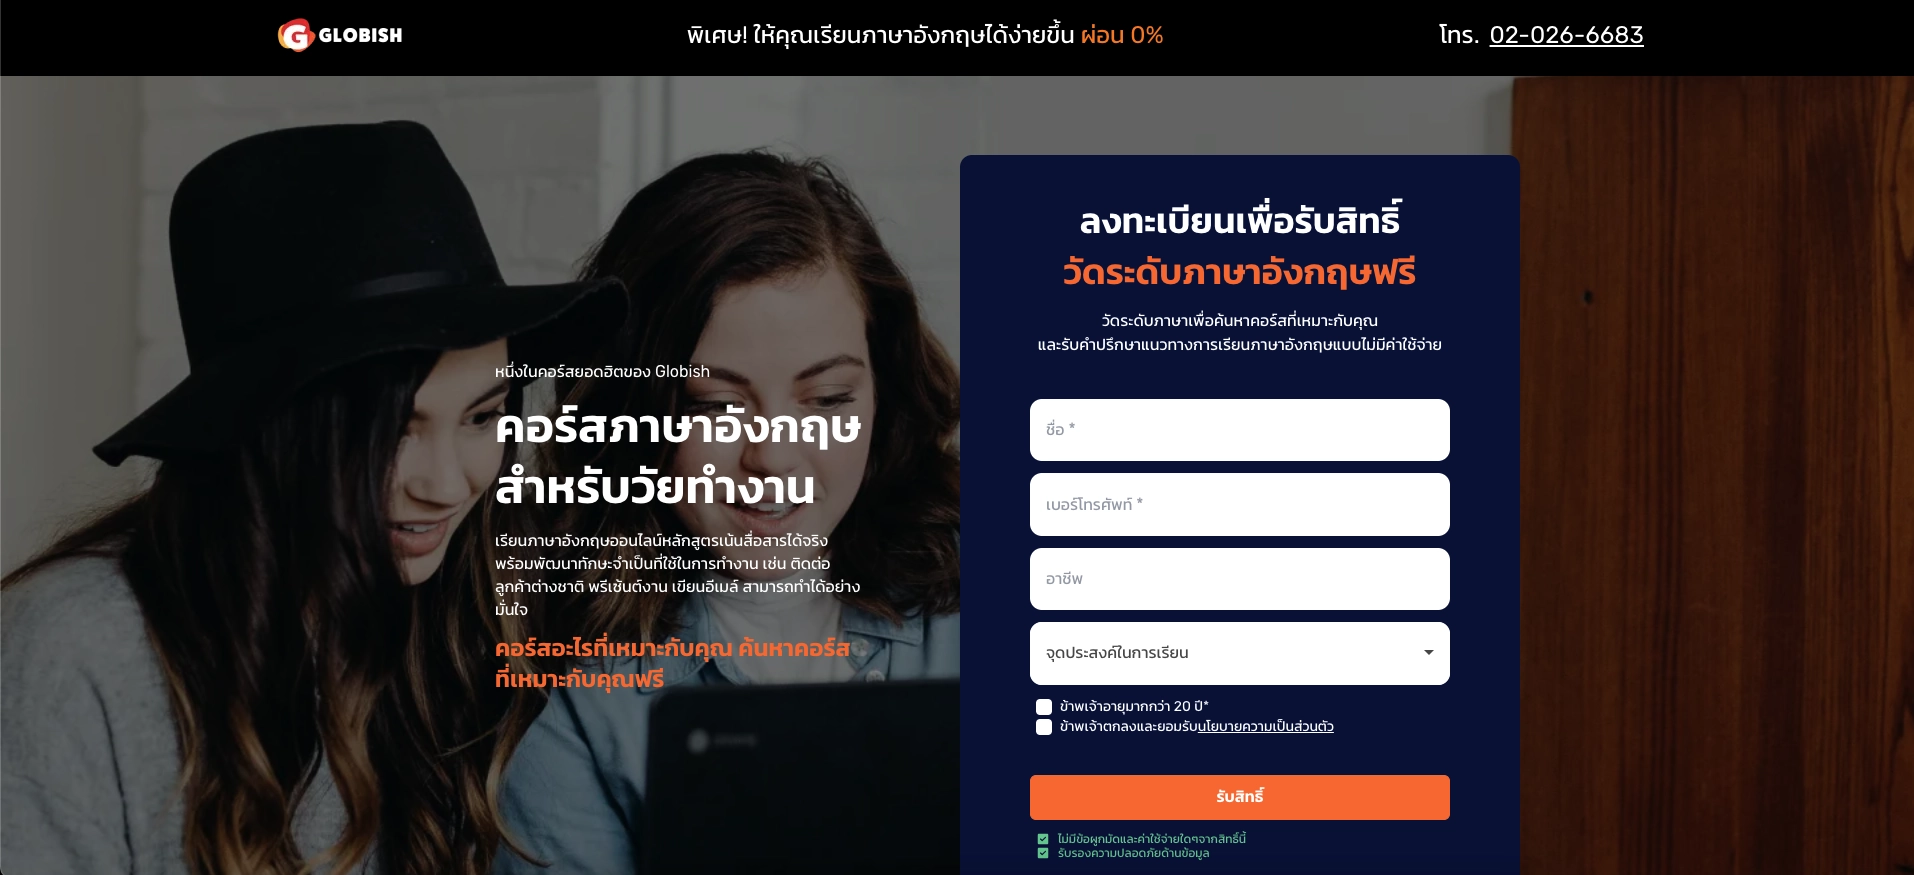 GLOBISH
พิเศษ! ให้คุณเรียนภาษาอังกฤษได้ง่ายขึ้น ผ่อน 0%
โทร. 02-026-6683
หนึ่งในคอร์สยอดฮิตของ Globish
คอร์สภาษาอังกฤษ
สำหรับวัยทำงาน
เรียนภาษาอังกฤษออนไลน์หลักสูตรเน้นสื่อสารได้จริง
พร้อมพัฒนาทักษะจำเป็นที่ใช้ในการทำงาน เช่น ติดต่อ
ลูกค้าต่างชาติ พรีเซ้นต์งาน เขียนอีเมล์ สามารถทำได้อย่าง
มั่นใจ
คอร์สอะไรที่เหมาะกับคุณ ค้นหาคอร์ส
ที่เหมาะกับคุณฟรี
ลงทะเบียนเพื่อรับสิทธิ์
วัดระดับภาษาอังกฤษฟรี
วัดระดับภาษาเพื่อค้นหาคอร์สที่เหมาะกับคุณ
และรับคำปรึกษาแนวทางการเรียนภาษาอังกฤษแบบไม่มีค่าใช้จ่าย
ชื่อ *
เบอร์โทรศัพท์ *
อาชีพ
จุดประสงค์ในการเรียน
ข้าพเจ้าอายุมากกว่า 20 ปี*
ข้าพเจ้าตกลงและยอมรับนโยบายความเป็นส่วนตัว
รับสิทธิ์
ไม่มีข้อผูกมัดและค่าใช้จ่ายใดๆจากสิทธิ์นี้
รับรองความปลอดภัยด้านข้อมูล